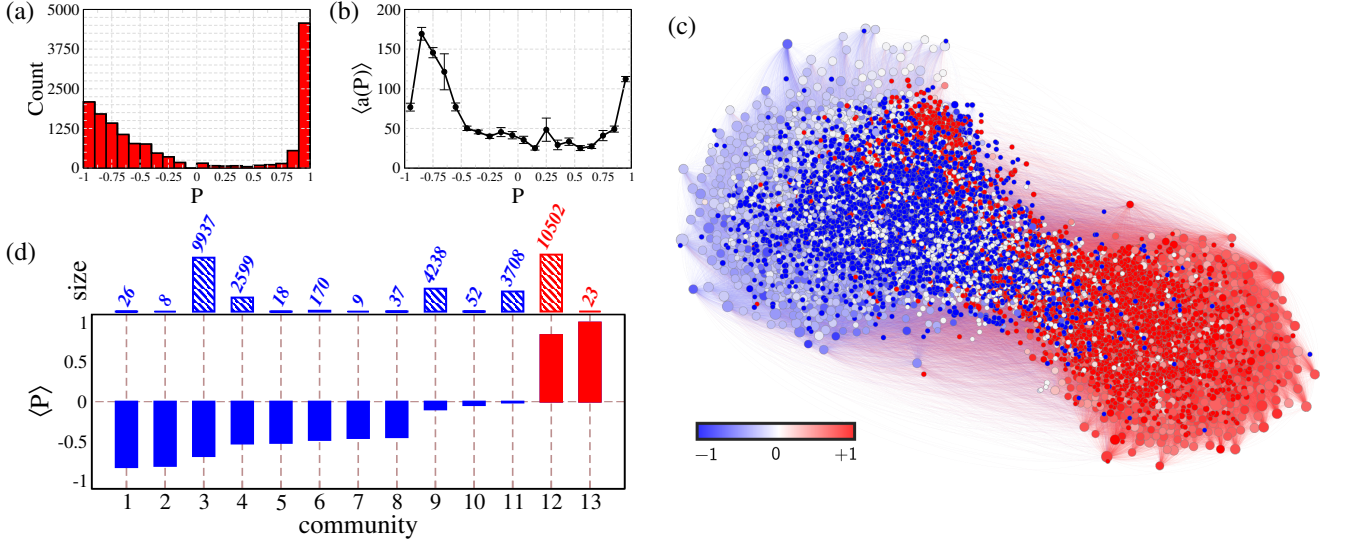 (a)
Count
5000
3750
2500
1250
0
-1 -0.75 -0.5 -0.25 0 0.25 0.5 0.75 1
P
(b)
⟨a(P)⟩
200
150
100
50
0
-1 -0.75 -0.5 -0.25 0 0.25 0.5 0.75 1
P
(c)
−1 0 +1
(d)
size
26 8 9937 2599 18 170 9 37 4238 52 3708 10502 23
⟨P⟩
1
0.5
0
-0.5
-1
1 2 3 4 5 6 7 8 9 10 11 12 13
community